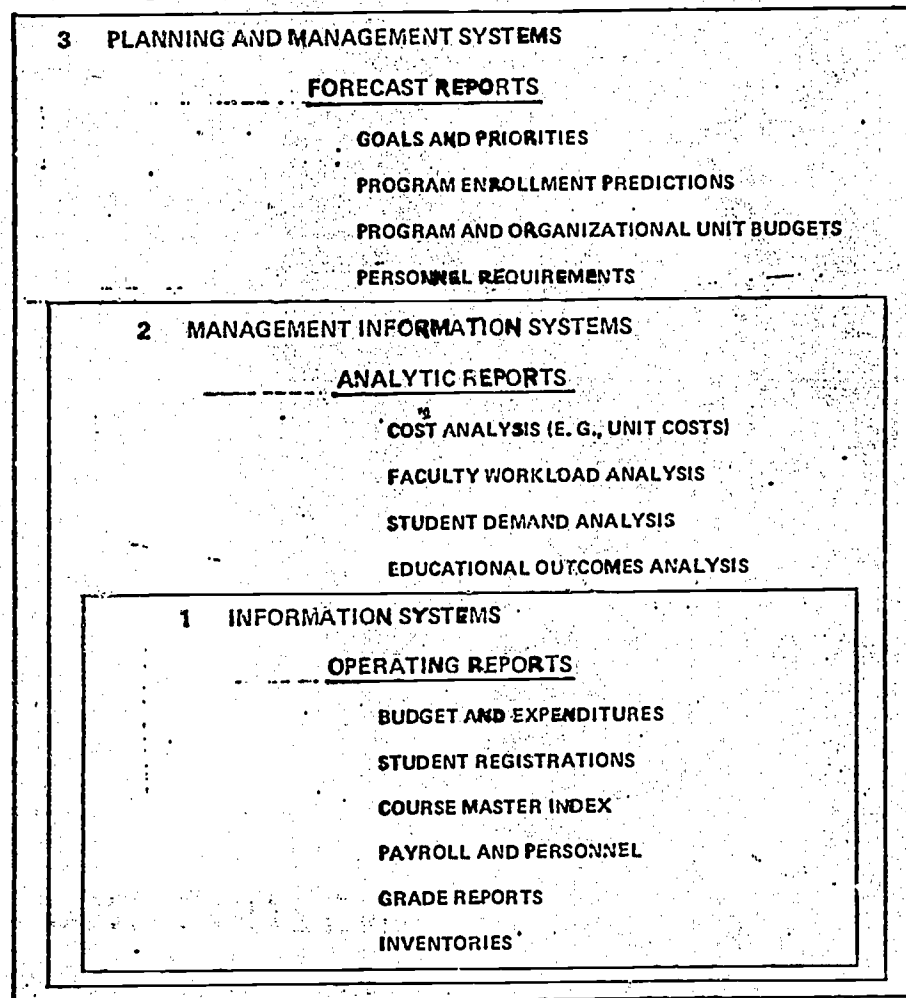 3 PLANNING AND MANAGEMENT SYSTEMS
FORECAST REPORTS
GOALS AND PRIORITIES
PROGRAM ENROLLMENT PREDICTIONS
PROGRAM AND ORGANIZATIONAL UNIT BUDGETS
PERSONNEL REQUIREMENTS
2 MANAGEMENT INFORMATION SYSTEMS
ANALYTIC REPORTS
COST ANALYSIS (E. G., UNIT COSTS)
FACULTY WORKLOAD ANALYSIS
STUDENT DEMAND ANALYSIS
EDUCATIONAL OUTCOMES ANALYSIS
1 INFORMATION SYSTEMS
OPERATING REPORTS
BUDGET AND EXPENDITURES
STUDENT REGISTRATIONS
COURSE MASTER INDEX
PAYROLL AND PERSONNEL
GRADE REPORTS
INVENTORIES